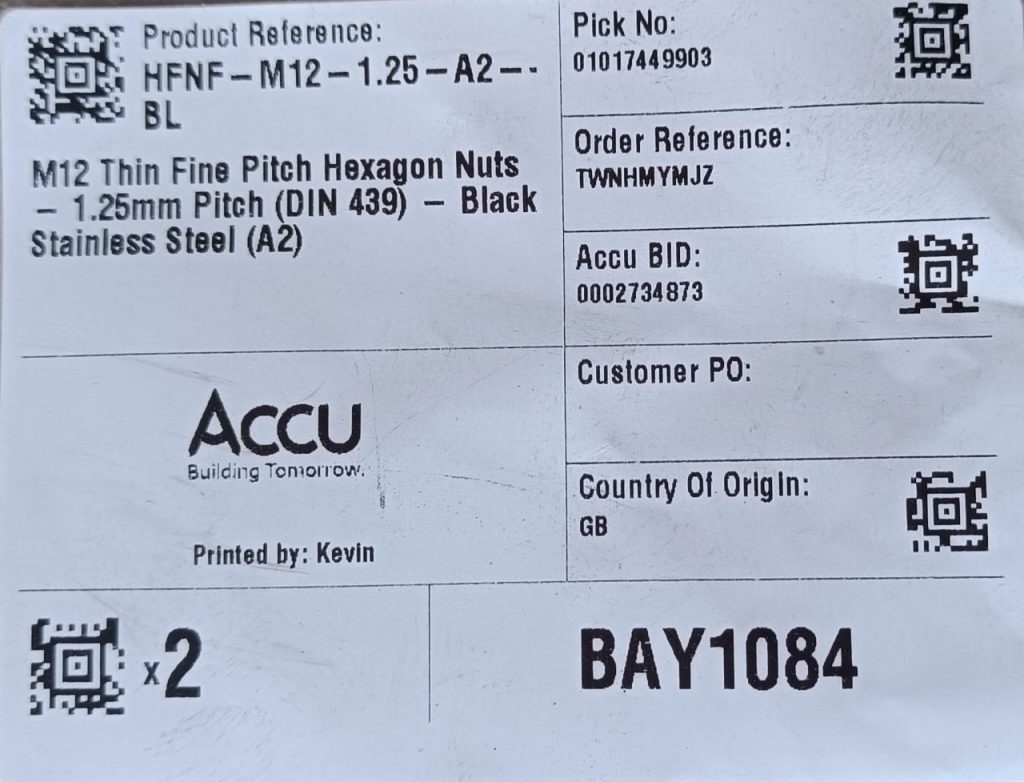 Product Reference:
HFNF-M12-1.25-A2--
BL
M12 Thin Fine Pitch Hexagon Nuts
- 1.25mm Pitch (DIN 439) - Black
Stainless Steel (A2)
Accu
Building Tomorrow.
Printed by: Kevin
x2
Pick No:
01017449903
Order Reference:
TWNHMYMJZ
Accu BID:
0002734873
Customer PO:
Country Of Origin:
GB
BAY1084